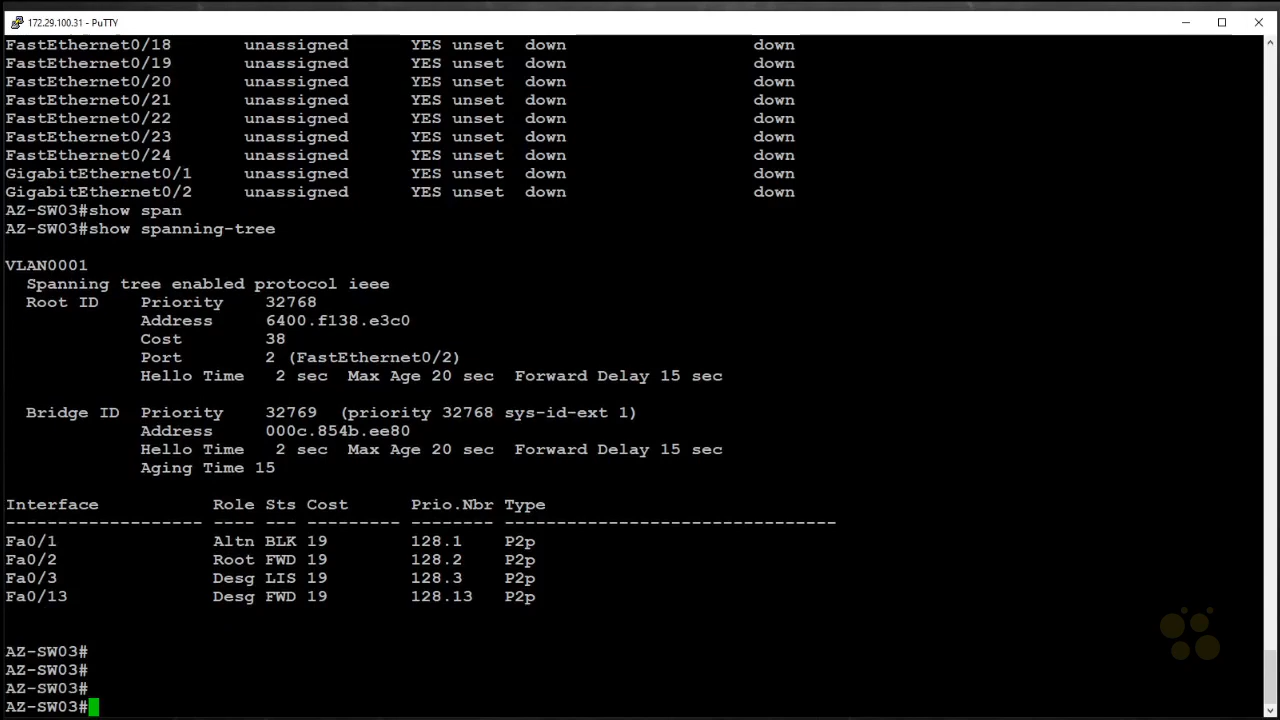 172.29.100.31 - PuTTY
FastEthernet0/18       unassigned      YES unset  down                  down
FastEthernet0/19       unassigned      YES unset  down                  down
FastEthernet0/20       unassigned      YES unset  down                  down
FastEthernet0/21       unassigned      YES unset  down                  down
FastEthernet0/22       unassigned      YES unset  down                  down
FastEthernet0/23       unassigned      YES unset  down                  down
FastEthernet0/24       unassigned      YES unset  down                  down
GigabitEthernet0/1     unassigned      YES unset  down                  down
GigabitEthernet0/2     unassigned      YES unset  down                  down
AZ-SW03#show span
AZ-SW03#show spanning-tree
VLAN0001
  Spanning tree enabled protocol ieee
  Root ID    Priority    32768
             Address     6400.f138.e3c0
             Cost        38
             Port        2 (FastEthernet0/2)
             Hello Time   2 sec  Max Age 20 sec  Forward Delay 15 sec
  Bridge ID  Priority    32769  (priority 32768 sys-id-ext 1)
             Address     000c.854b.ee80
             Hello Time   2 sec  Max Age 20 sec  Forward Delay 15 sec
             Aging Time 15
Interface           Role Sts Cost      Prio.Nbr Type
------------------- ---- --- --------- -------- --------------------------------
Fa0/1               Altn BLK 19        128.1    P2p
Fa0/2               Root FWD 19        128.2    P2p
Fa0/3               Desg LIS 19        128.3    P2p
Fa0/13              Desg FWD 19        128.13   P2p
AZ-SW03#
AZ-SW03#
AZ-SW03#
AZ-SW03#